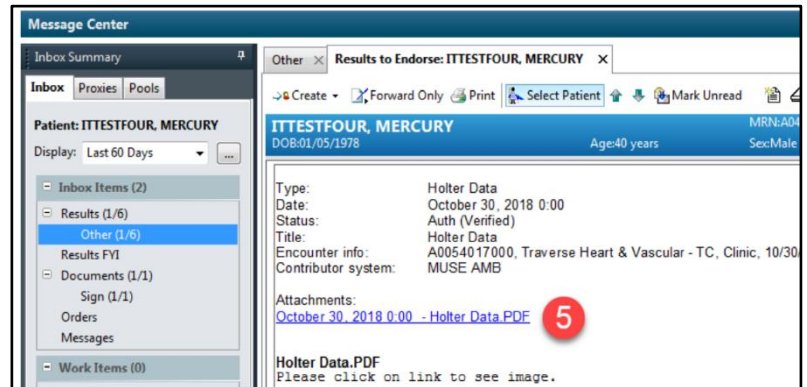 Message Center
Inbox Summary
Inbox Proxies Pools
Patient: ITTESTFOUR, MERCURY
Display: Last 60 Days ...
Inbox Items (2)
Results (1/6)
Other (1/6)
Results FYI
Documents (1/1)
Sign (1/1)
Orders
Messages
Work Items (0)
Other Results to Endorse: ITTESTFOUR, MERCURY
Create Forward Only Print Select Patient Mark Unread
ITTESTFOUR, MERCURY MRN:A04
DOB:01/05/1978 Age:40 years Sex:Male
Type: Holter Data
Date: October 30, 2018 0:00
Status: Auth (Verified)
Title: Holter Data
Encounter info: A0054017000, Traverse Heart & Vascular - TC, Clinic, 10/30/
Contributor system: MUSE AMB
Attachments:
October 30, 2018 0:00 - Holter Data.PDF 5
Holter Data.PDF
Please click on link to see image.